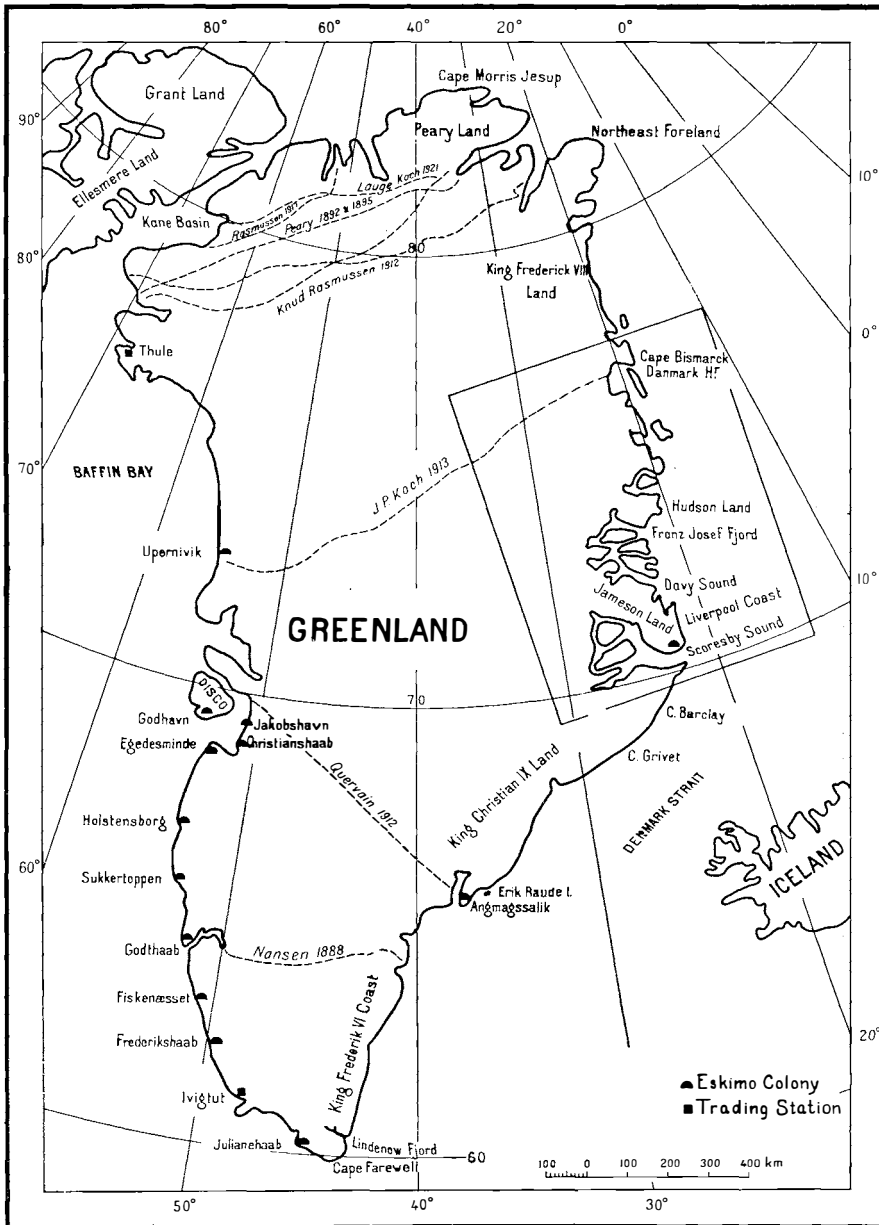 80°
60°
40°
20°
0°
Cape Morris Jesup
Grant Land
90°
Peary Land
Northeast Foreland
Ellesmere Land
10°
Lauge Koch 1921
Rasmussen 1917
Peary 1892 & 1895
Kane Basin
80
80°
Knud Rasmussen 1912
King Frederick VIII
Land
0°
Thule
Cape Bismarck
Danmark Hr
70°
BAFFIN BAY
J.P. Koch 1913
Hudson Land
Franz Josef Fjord
Upernivik
Davy Sound
10°
Jameson Land
Liverpool Coast
GREENLAND
Scoresby Sound
DISCO
70
Godhavn
Jakobshavn
C. Barclay
Egedesminde
Christianshaab
C. Grivet
King Christian IX Land
Quervain 1912
DENMARK STRAIT
Holstensborg
60°
Sukkertoppen
ICELAND
Erik Raude I.
Angmagssalik
Godthaab
Nansen 1888
Fiskenæsset
King Frederik VI Coast
Frederikshaab
20°
Eskimo Colony
Ivigtut
Trading Station
Julianehaab
Lindenow Fjord
60
Cape Farewell
100 0 100 200 300 400 km
50°
40°
30°